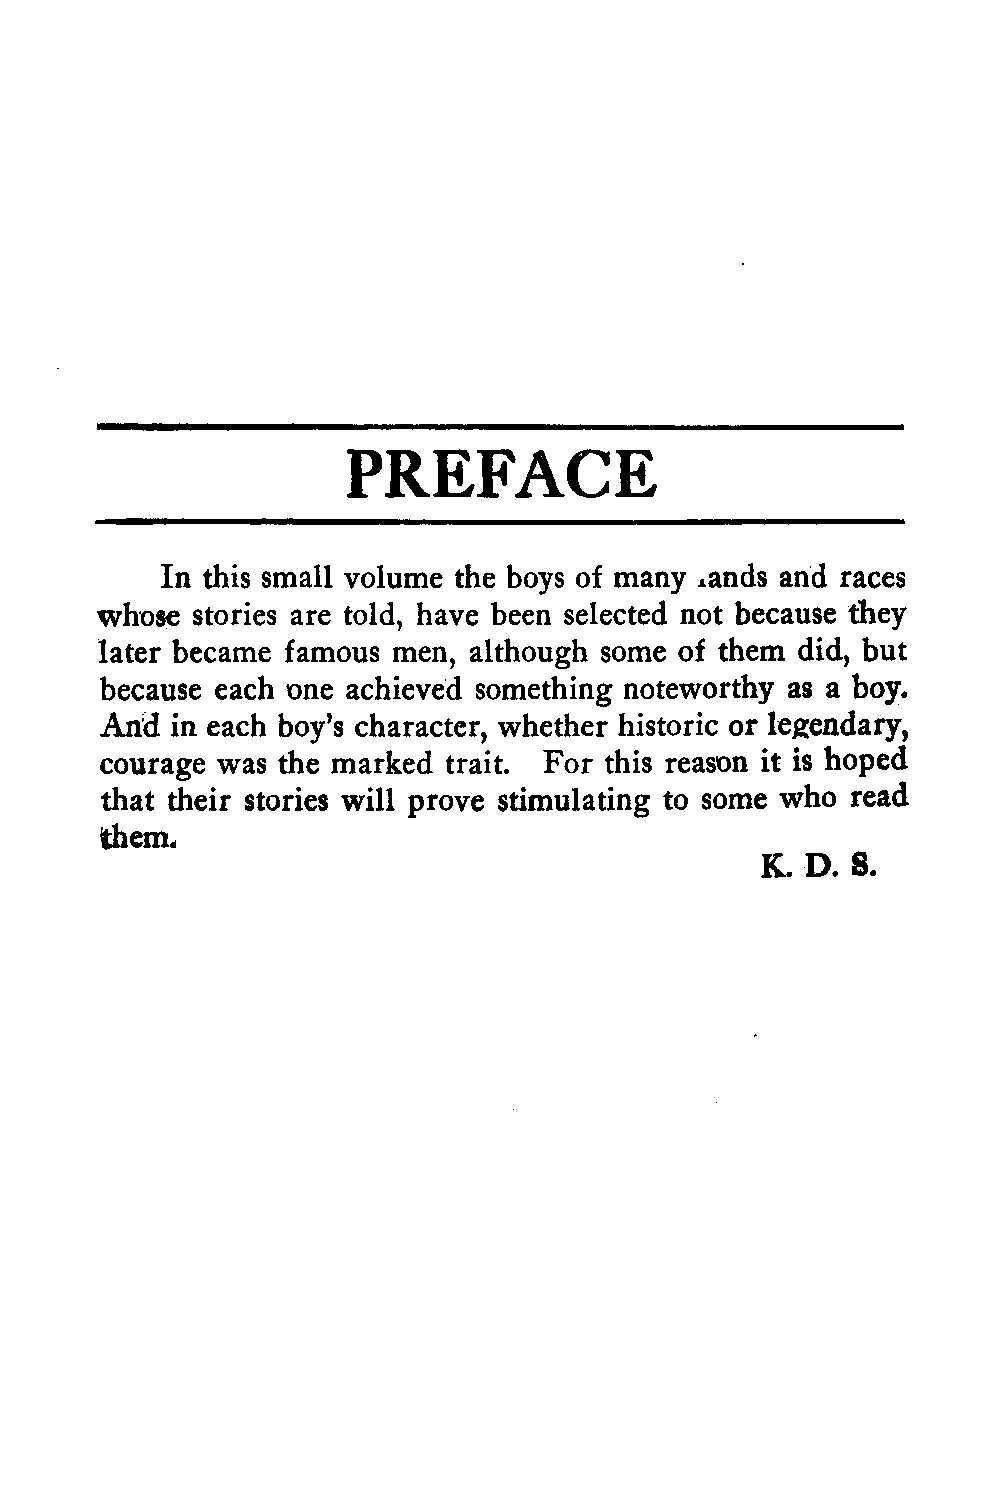 PREFACE
In this small volume the boys of many lands and races
whose stories are told, have been selected not because they
later became famous men, although some of them did, but
because each one achieved something noteworthy as a boy.
And in each boy's character, whether historic or legendary,
courage was the marked trait. For this reason it is hoped
that their stories will prove stimulating to some who read
them.
K. D. S.